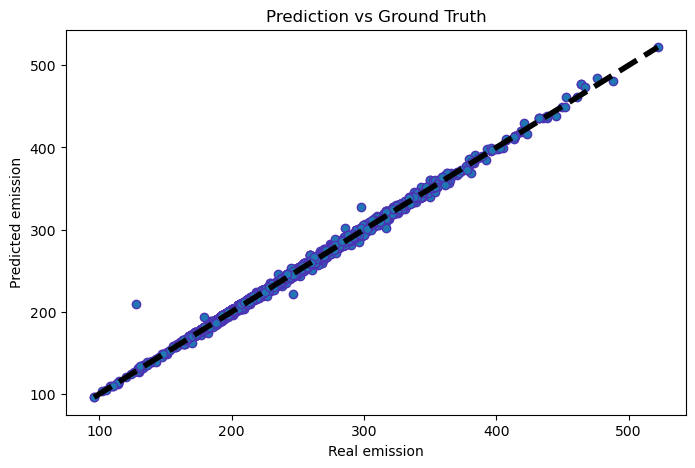 Prediction vs Ground Truth
500
400
300
200
100
Predicted emission
100 200 300 400 500
Real emission